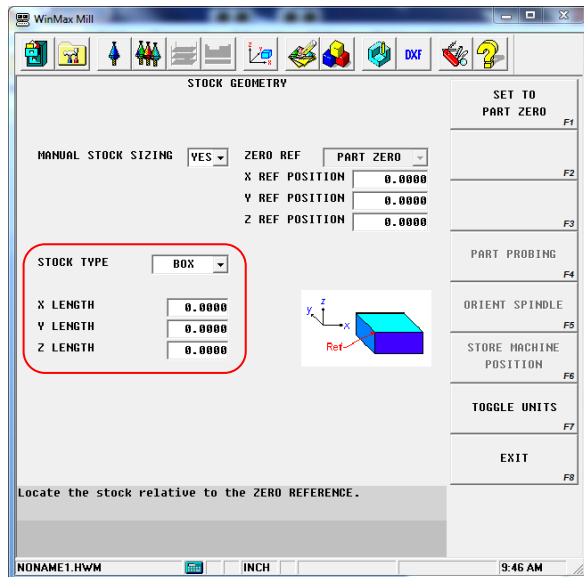 WinMax Mill
DXF
STOCK GEOMETRY
MANUAL STOCK SIZING YES ZERO REF PART ZERO
X REF POSITION 0.0000
Y REF POSITION 0.0000
Z REF POSITION 0.0000
STOCK TYPE BOX
X LENGTH 0.0000
Y LENGTH 0.0000
Z LENGTH 0.0000
y z x
Ref
SET TO
PART ZERO
F1
F2
F3
PART PROBING
F4
ORIENT SPINDLE
F5
STORE MACHINE
POSITION
F6
TOGGLE UNITS
F7
EXIT
F8
Locate the stock relative to the ZERO REFERENCE.
NONAME1.HWM INCH 9:46 AM